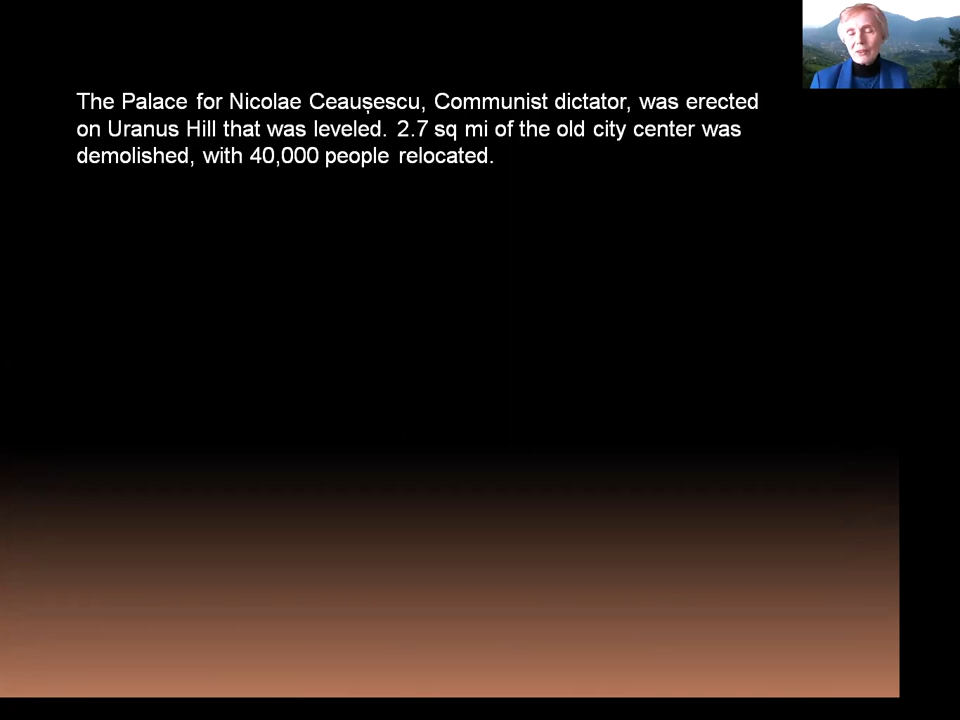 The Palace for Nicolae Ceaușescu, Communist dictator, was erected
on Uranus Hill that was leveled. 2.7 sq mi of the old city center was
demolished, with 40,000 people relocated.